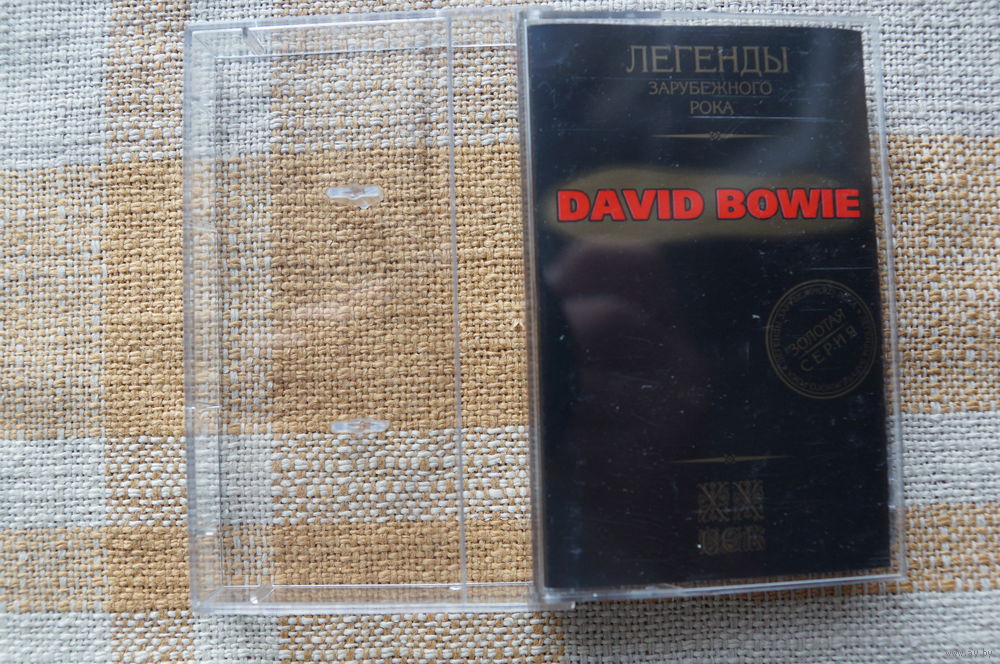 ЛЕГЕНДЫ
ЗАРУБЕЖНОГО
РОКА
DAVID BOWIE
ЗОЛОТАЯ
СЕРИЯ
XX
ВЕК